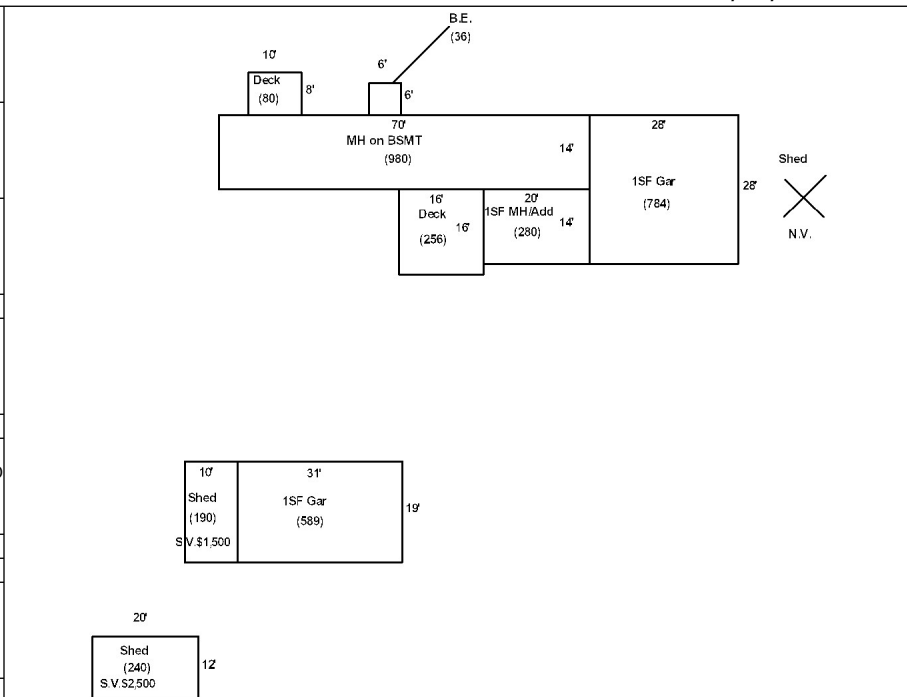 B.E.
(36)
10'
6'
Deck
(80)
8'
6'
70'
MH on BSMT
(980)
14'
28'
1SF Gar
(784)
28'
Shed
N.V.
16'
Deck
(256)
16'
20'
1SF MH/Add
(280)
14'
10'
Shed
(190)
S.V.$1,500
31'
1SF Gar
(589)
19'
20'
Shed
(240)
S.V.$2,500
12'